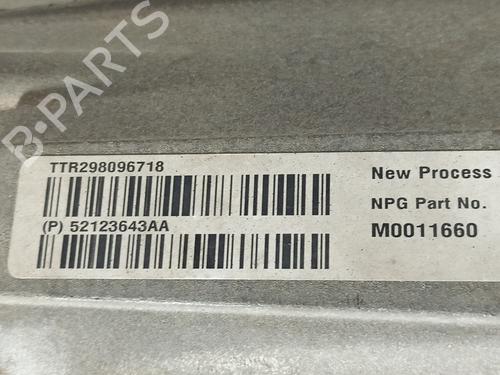 B-PARTS
TTR298096718
(P) 52123643AA
New Process
NPG Part No.
M0011660